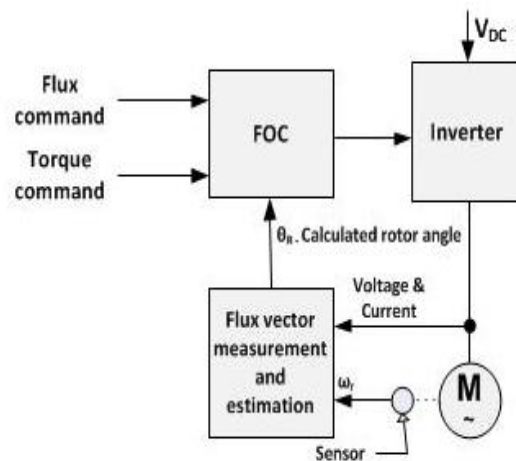 V_DC
Flux
command
Torque
command
FOC
Inverter
θ_R . Calculated rotor angle
Voltage &
Current
Flux vector
measurement
and
estimation
ω_r
M
~
Sensor